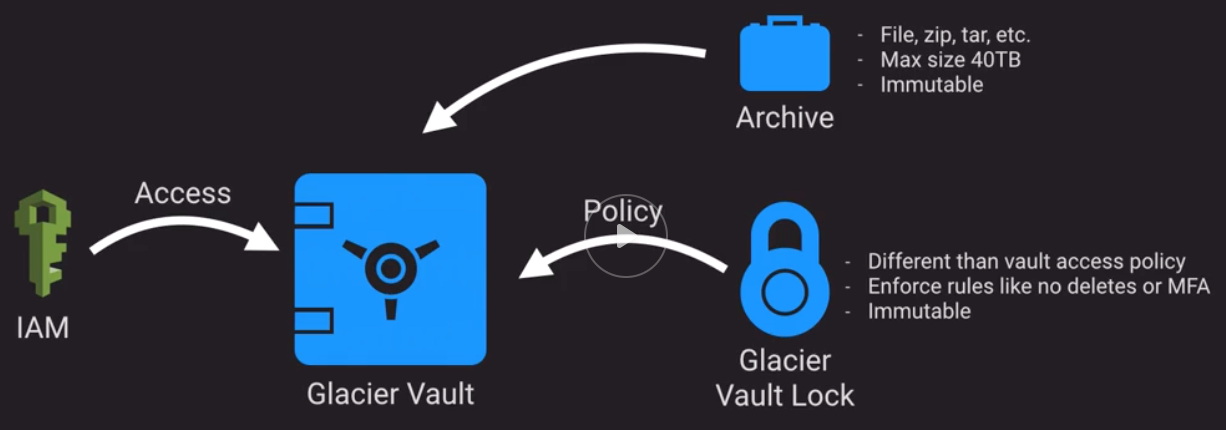 - File, zip, tar, etc.
- Max size 40TB
- Immutable
Archive
Access
Policy
IAM
Glacier Vault
- Different than vault access policy
- Enforce rules like no deletes or MFA
- Immutable
Glacier
Vault Lock